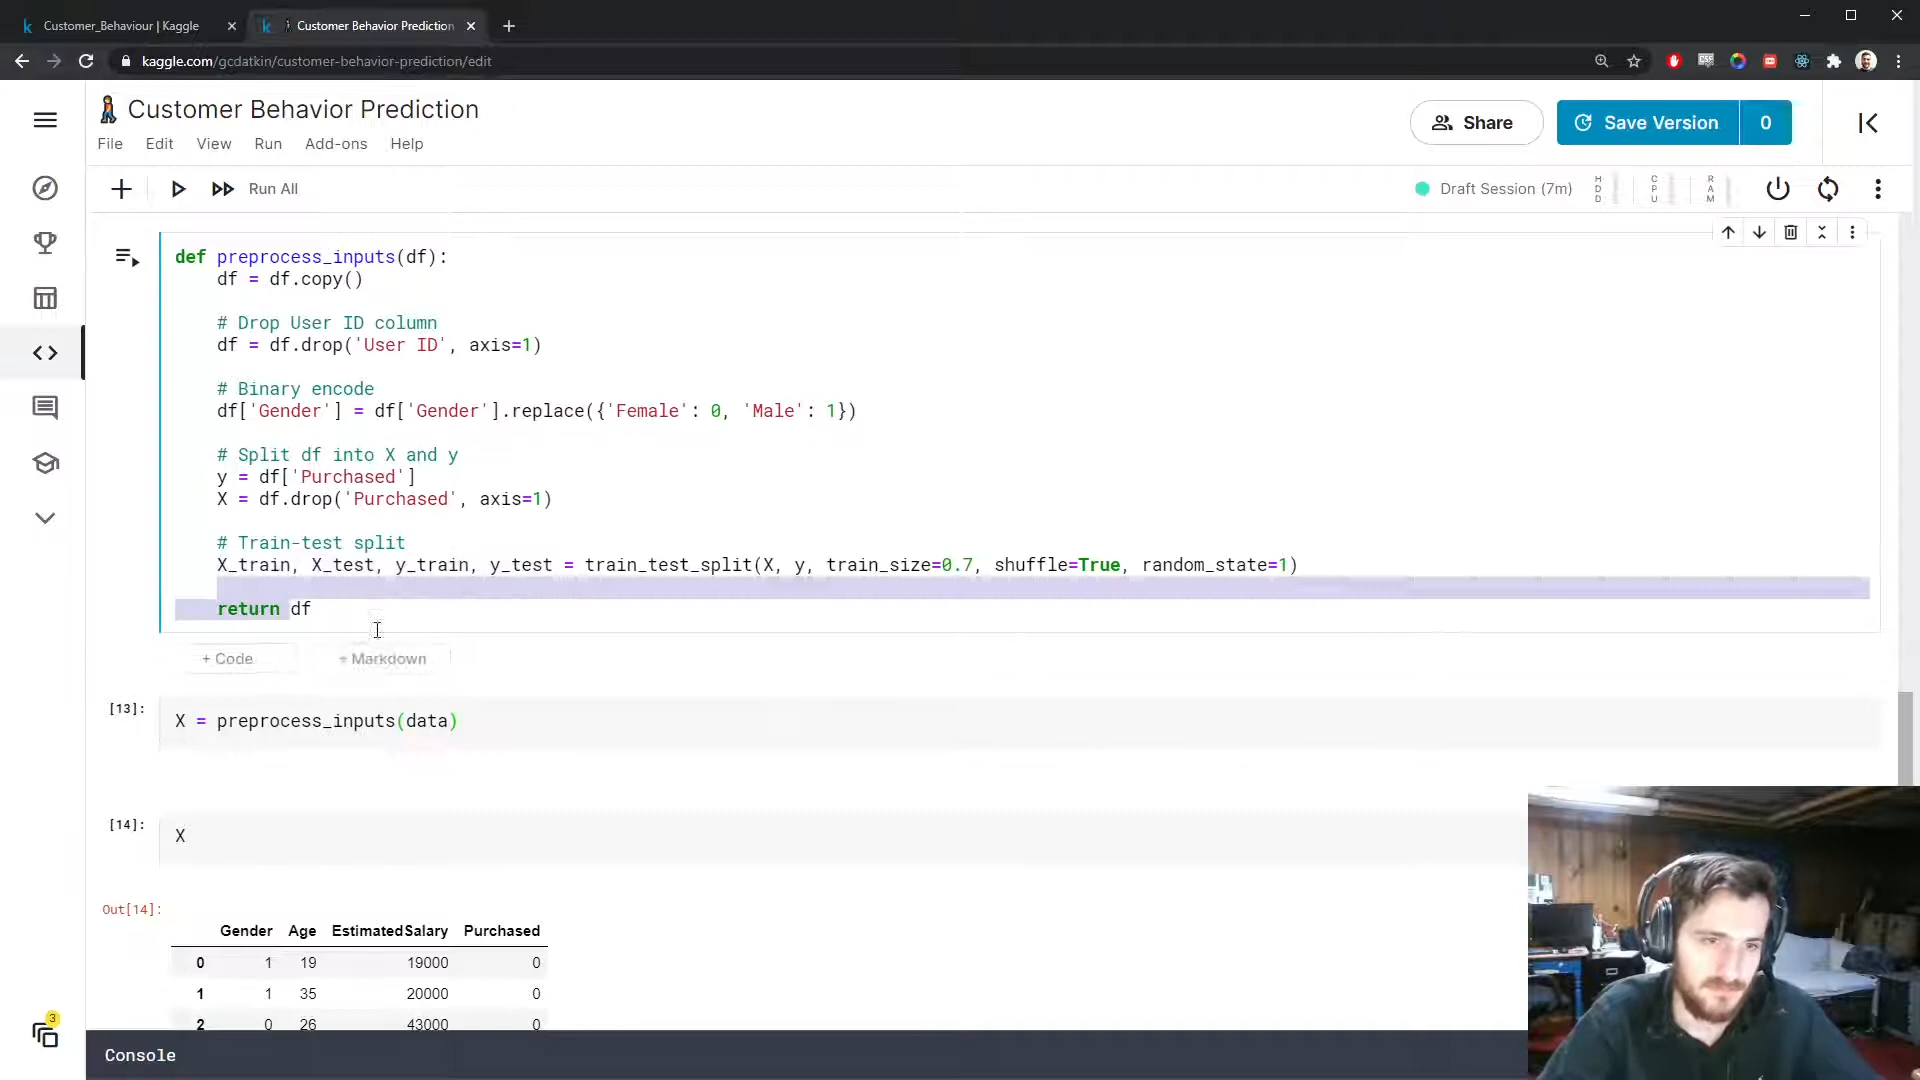 Customer_Behaviour | Kaggle
Customer Behavior Prediction
kaggle.com/gcdatkin/customer-behavior-prediction/edit
Customer Behavior Prediction
File Edit View Run Add-ons Help
Share
Save Version 0
Run All
Draft Session (7m)
HDD
CPU
RAM
def preprocess_inputs(df):
    df = df.copy()
    # Drop User ID column
    df = df.drop('User ID', axis=1)
    # Binary encode
    df['Gender'] = df['Gender'].replace({'Female': 0, 'Male': 1})
    # Split df into X and y
    y = df['Purchased']
    X = df.drop('Purchased', axis=1)
    # Train-test split
    X_train, X_test, y_train, y_test = train_test_split(X, y, train_size=0.7, shuffle=True, random_state=1)
    return df
+ Code + Markdown
[13]: X = preprocess_inputs(data)
[14]: X
Out[14]:
Gender Age EstimatedSalary Purchased
0 1 19 19000 0
1 1 35 20000 0
2 0 26 43000 0
3
Console